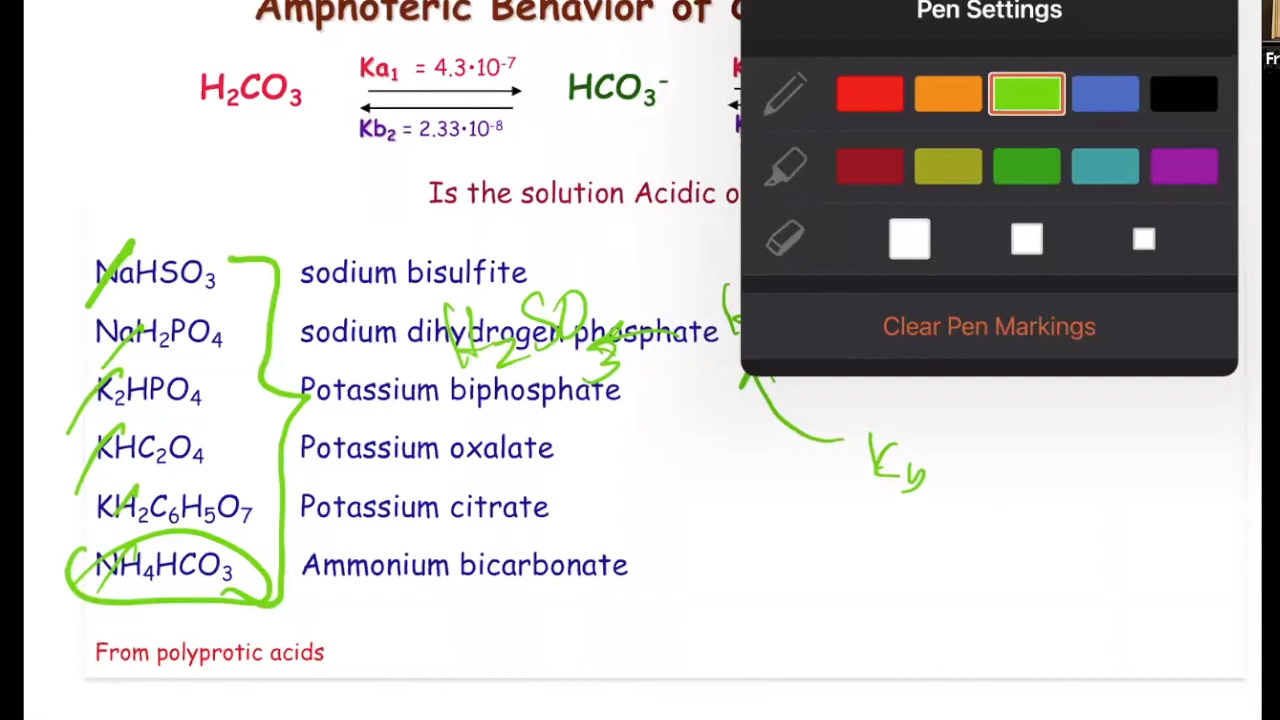 Amphoteric Behavior of
Pen Settings
H₂CO₃ Ka₁ = 4.3•10⁻⁷ HCO₃⁻ K
Kb₂ = 2.33•10⁻⁸ K
Is the solution Acidic o
NaHSO₃ sodium bisulfite
H₂SO₃
NaH₂PO₄ sodium dihydrogen phosphate
Clear Pen Markings
K₂HPO₄ Potassium biphosphate
KHC₂O₄ Potassium oxalate
K
KH₂C₆H₅O₇ Potassium citrate
NH₄HCO₃ Ammonium bicarbonate
From polyprotic acids
Fr